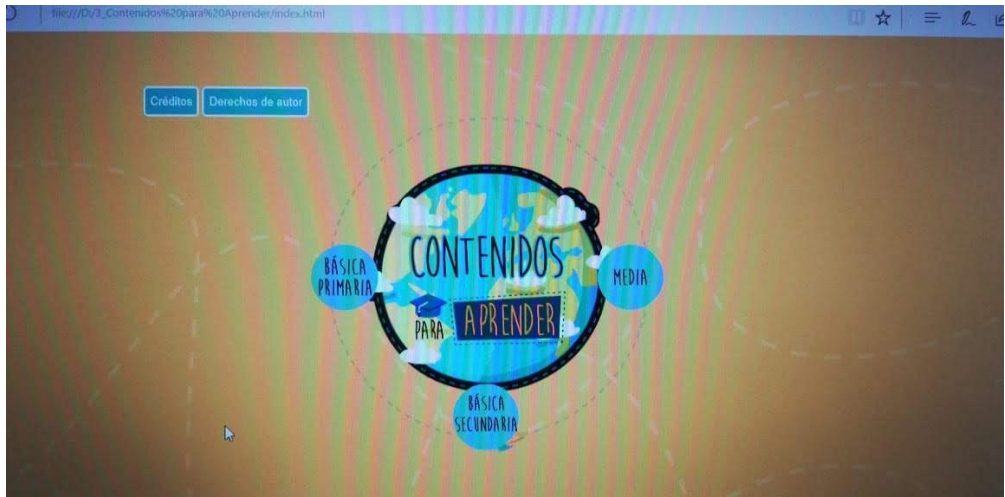 file:///D:/3_Contenidos%20para%20Aprender/index.html
Créditos
Derechos de autor
CONTENIDOS
PARA
APRENDER
BÁSICA
PRIMARIA
MEDIA
BÁSICA
SECUNDARIA